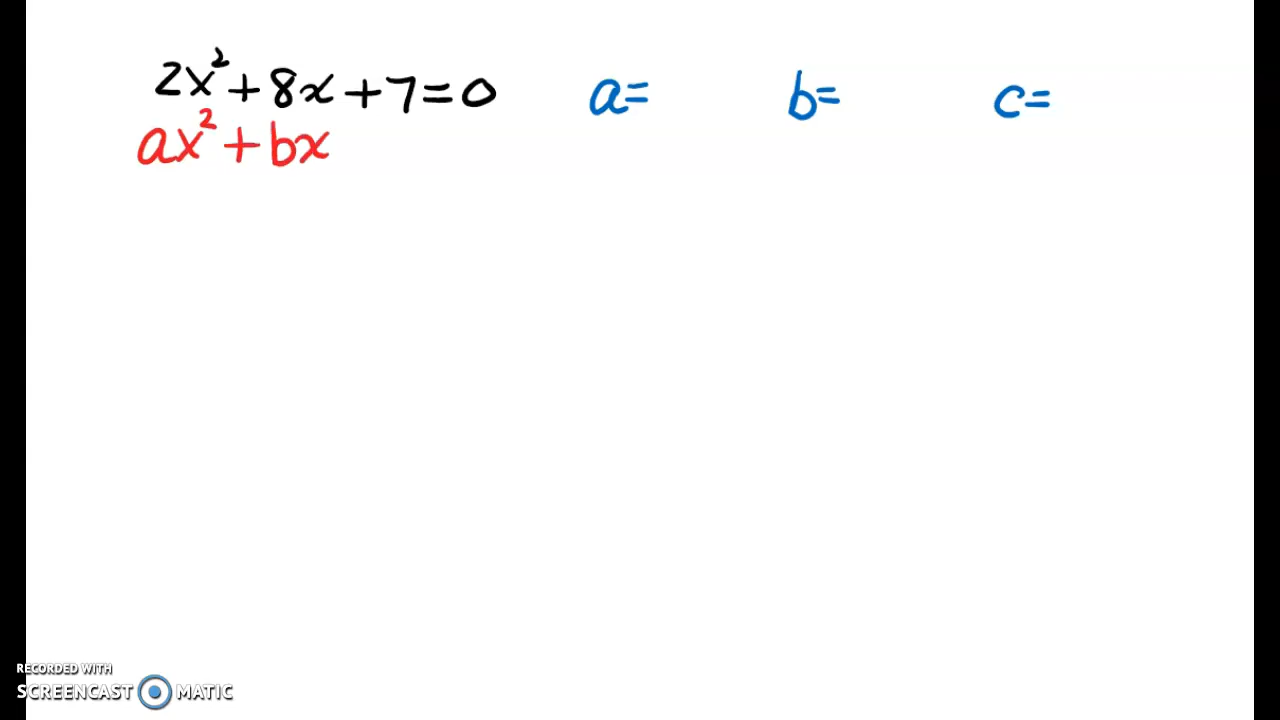 2x²+8x+7=0 a= b= c=
ax²+bx
RECORDED WITH
SCREENCAST MATIC